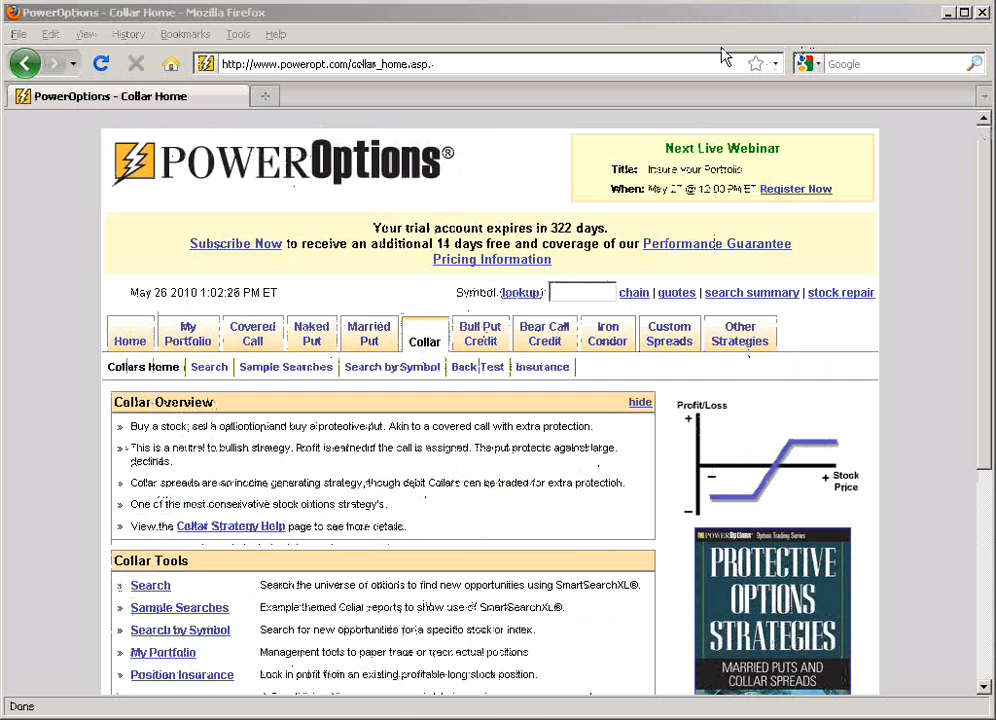 PowerOptions - Collar Home - Mozilla Firefox
File Edit View History Bookmarks Tools Help
http://www.poweropt.com/collar_home.asp
Google
PowerOptions - Collar Home
POWEROptions®
Next Live Webinar
Title: Insure your Portfolio
When: May 27 @ 12:00 PM ET Register Now
Your trial account expires in 322 days.
Subscribe Now to receive an additional 14 days free and coverage of our Performance Guarantee
Pricing Information
May 26 2010 1:02:26 PM ET
Symbol: (lookup) chain | quotes | search summary | stock repair
Home
My Portfolio
Covered Call
Naked Put
Married Put
Collar
Bull Put Credit
Bear Call Credit
Iron Condor
Custom Spreads
Other Strategies
Collars Home | Search | Sample Searches | Search by Symbol | Back Test | Insurance
Collar Overview hide
» Buy a stock, sell a call option and buy a protective put. Akin to a covered call with extra protection.
» This is a neutral to bullish strategy. Profit is earned if the call is assigned. The put protects against large
declines.
» Collar spreads are an income generating strategy, though debit Collars can be traded for extra protection.
» One of the most conservative stock options strategy's.
» View the Collar Strategy Help page to see more details.
Profit/Loss
+
−
−
+ Stock
Price
Collar Tools
» Search Search the universe of options to find new opportunities using SmartSearchXL®.
» Sample Searches Example themed Collar reports to show use of SmartSearchXL®.
» Search by Symbol Search for new opportunities for a specific stock or index.
» My Portfolio Management tools to paper trade or track actual positions
» Position Insurance Lock in profit from an existing profitable long stock position.
POWEROptions Option Trading Series
PROTECTIVE
OPTIONS
STRATEGIES
MARRIED PUTS AND
COLLAR SPREADS
Done